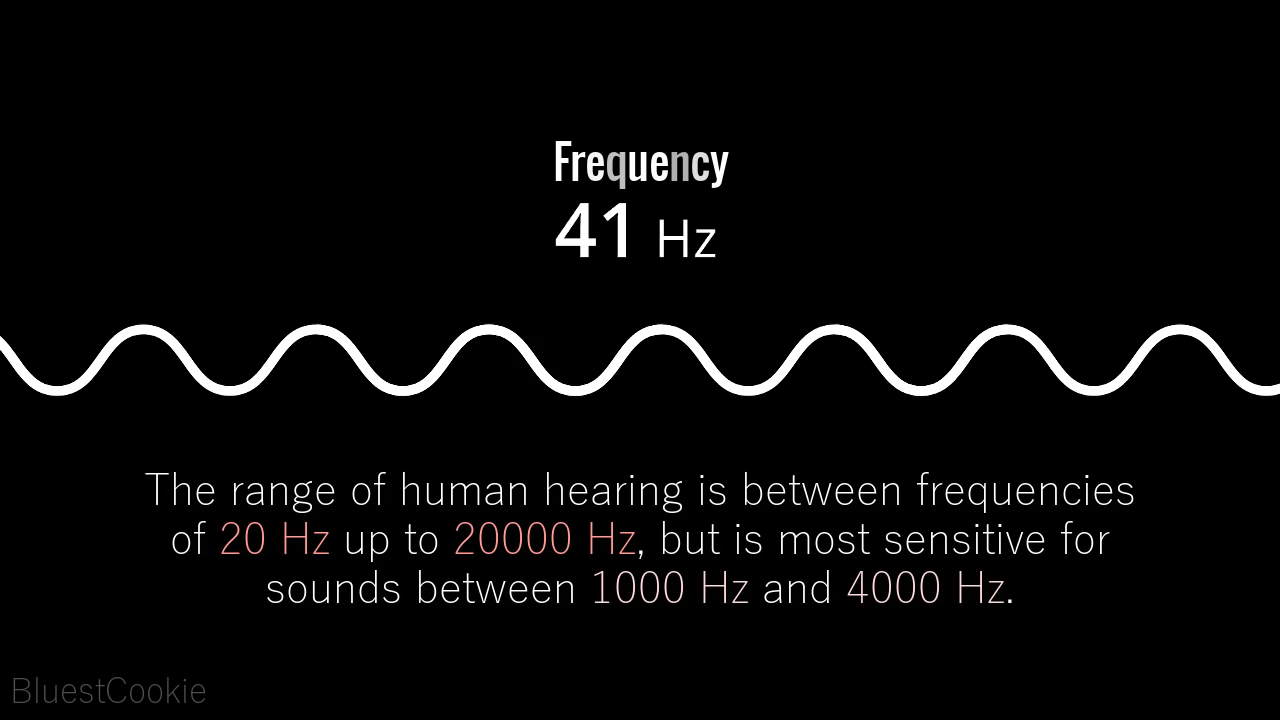 Frequency
41 Hz
The range of human hearing is between frequencies
of 20 Hz up to 20000 Hz, but is most sensitive for
sounds between 1000 Hz and 4000 Hz.
BluestCookie